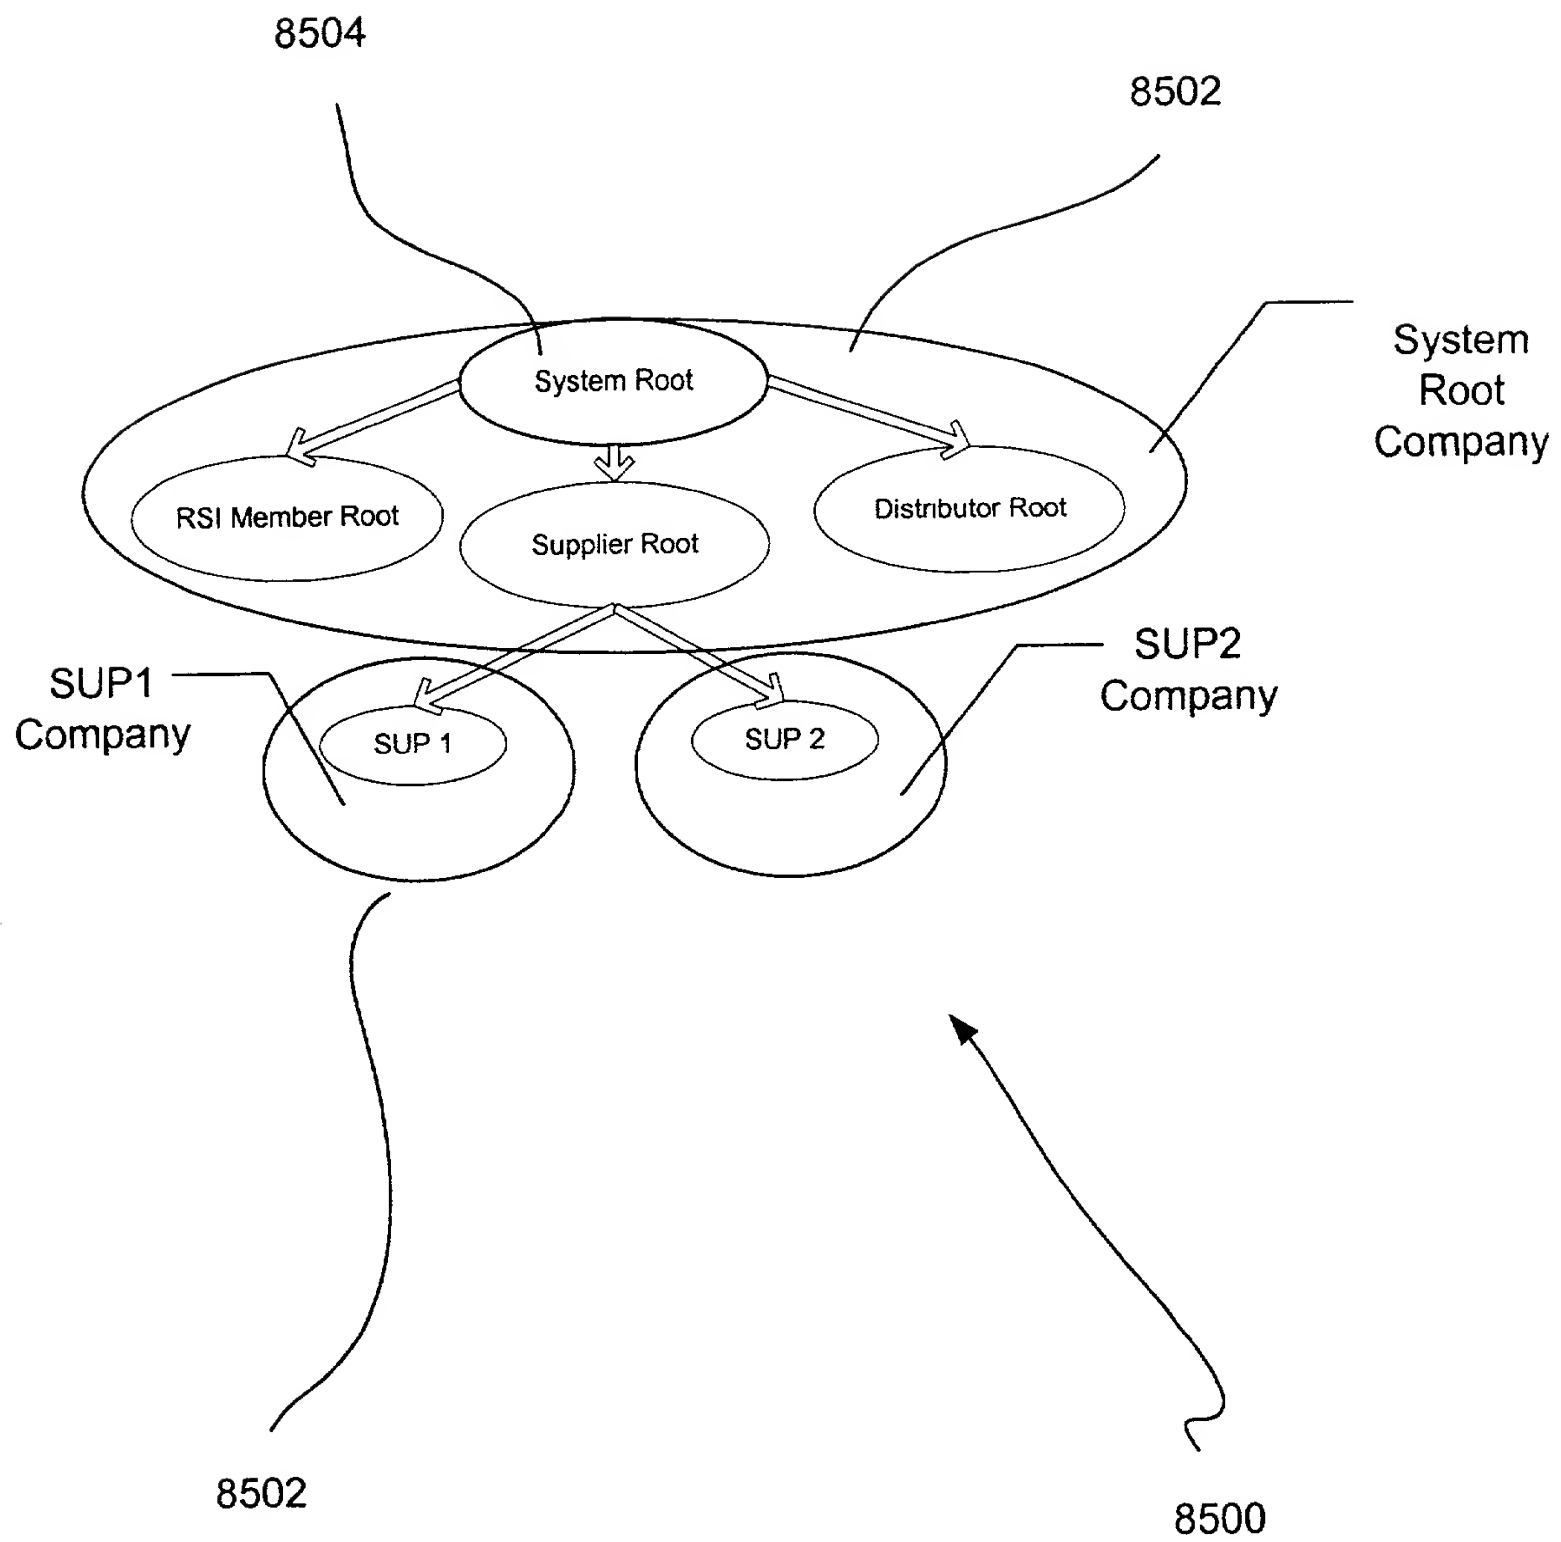 8504
8502
System
Root
Company
System Root
RSI Member Root
Supplier Root
Distributor Root
SUP1
Company
SUP2
Company
SUP 1
SUP 2
8502
8500